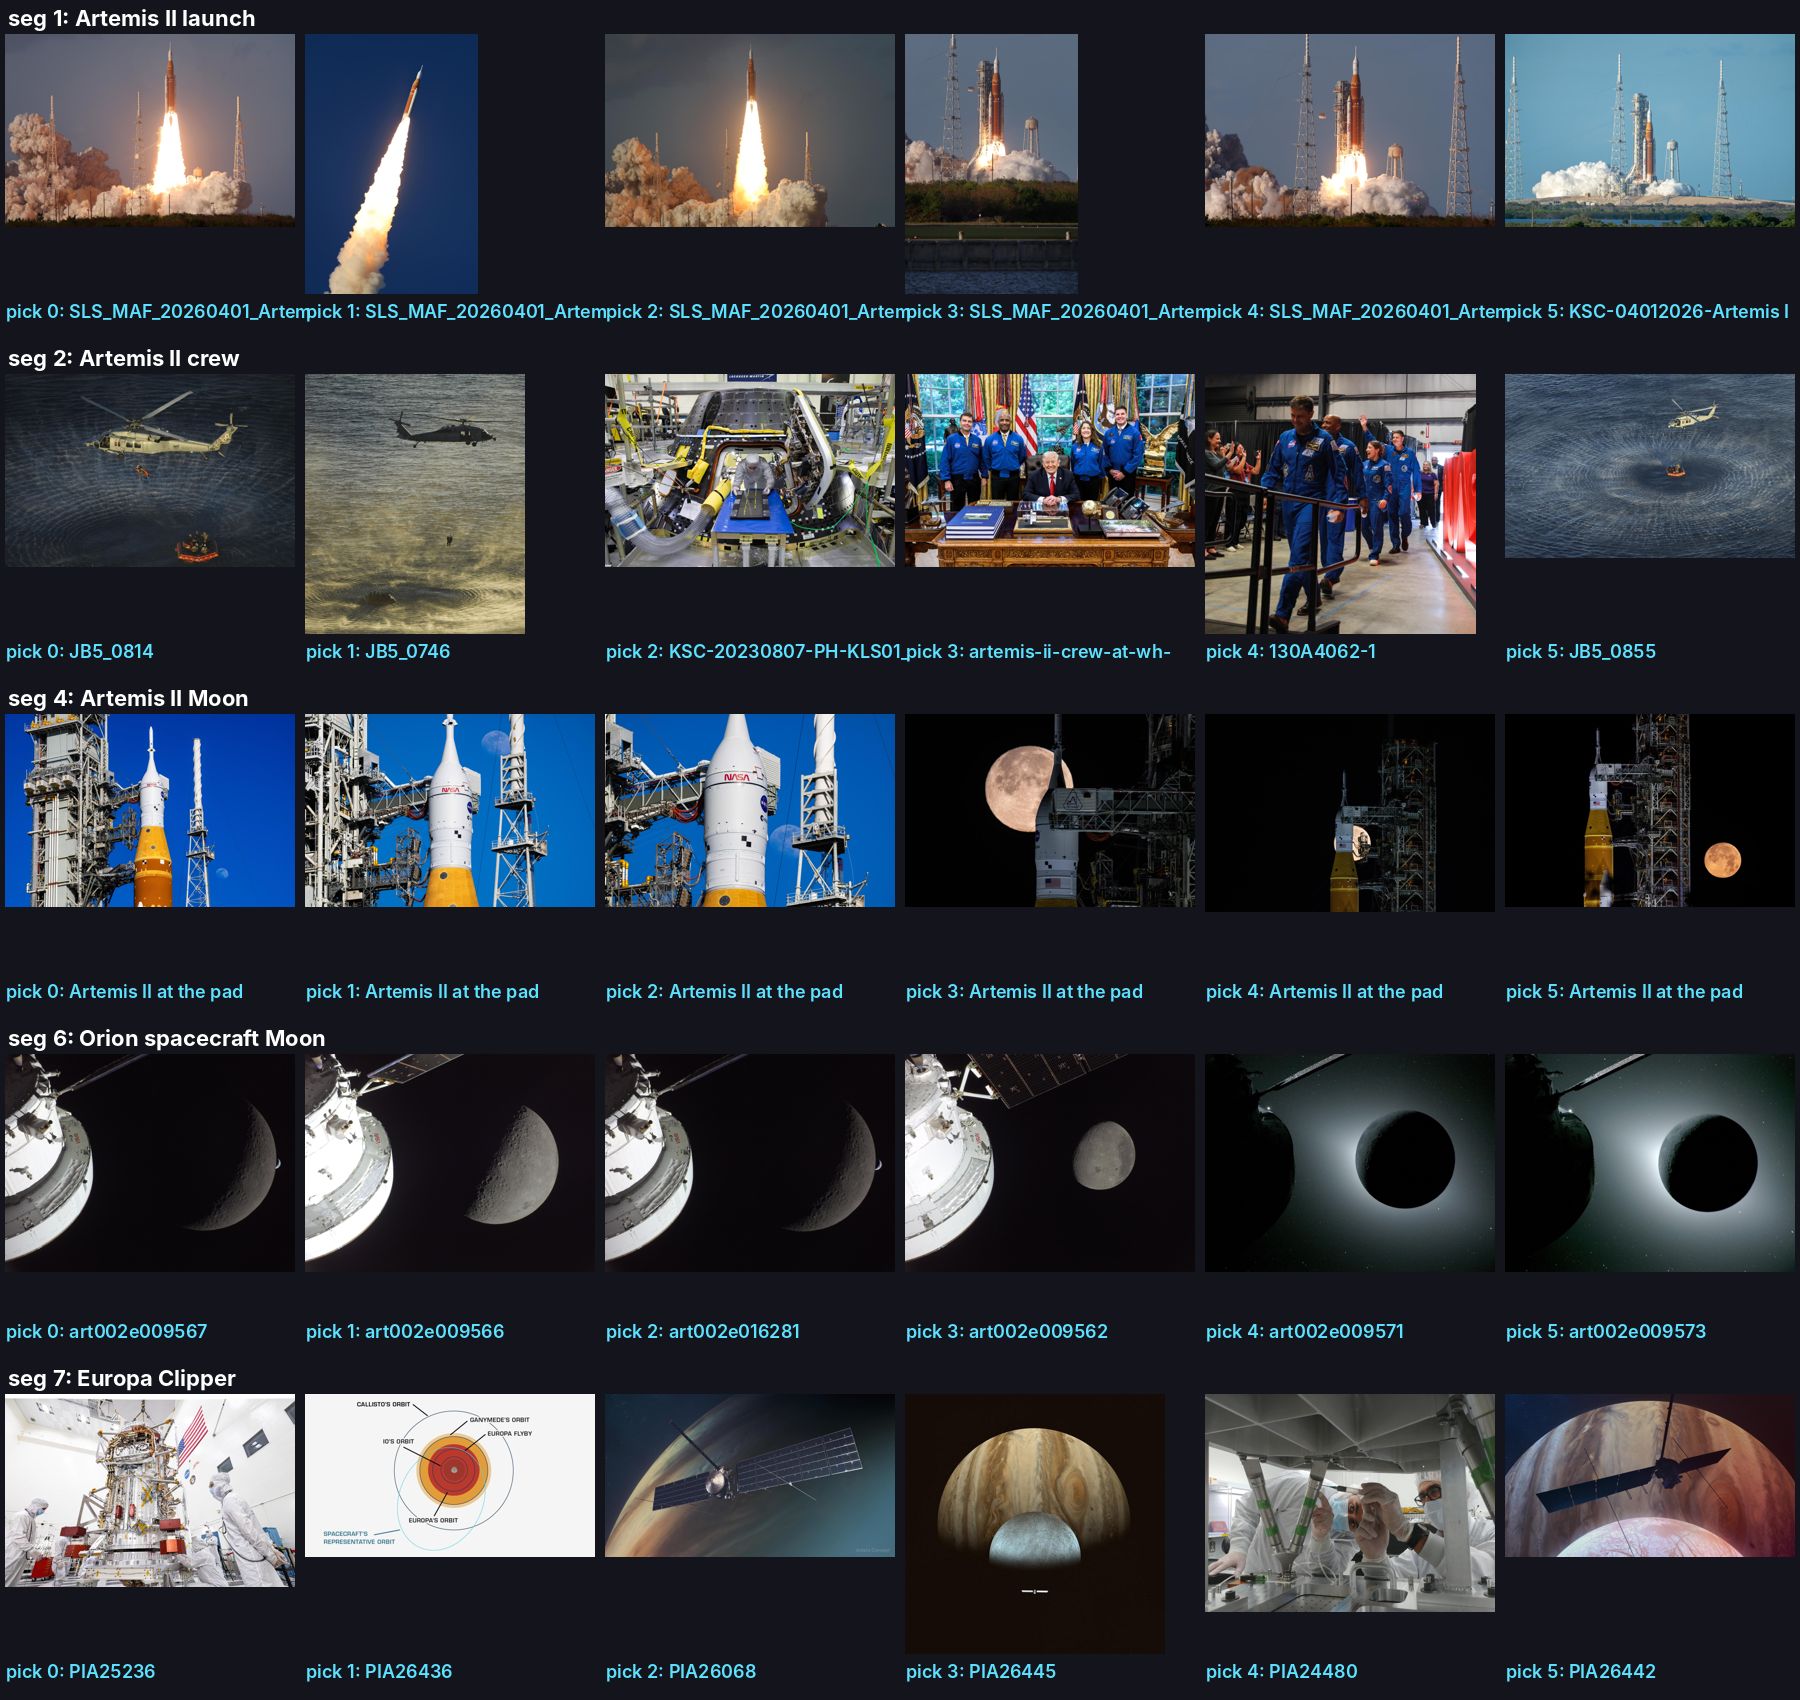 seg 1: Artemis II launch
pick 0: SLS_MAF_20260401_Artem
pick 1: SLS_MAF_20260401_Artem
pick 2: SLS_MAF_20260401_Artem
pick 3: SLS_MAF_20260401_Artem
pick 4: SLS_MAF_20260401_Artem
pick 5: KSC-04012026-Artemis I
seg 2: Artemis II crew
pick 0: JB5_0814
pick 1: JB5_0746
pick 2: KSC-20230807-PH-KLS01_
pick 3: artemis-ii-crew-at-wh-
pick 4: 130A4062-1
pick 5: JB5_0855
seg 4: Artemis II Moon
NASA
NASA
pick 0: Artemis II at the pad
pick 1: Artemis II at the pad
pick 2: Artemis II at the pad
pick 3: Artemis II at the pad
pick 4: Artemis II at the pad
pick 5: Artemis II at the pad
seg 6: Orion spacecraft Moon
pick 0: art002e009567
pick 1: art002e009566
pick 2: art002e016281
pick 3: art002e009562
pick 4: art002e009571
pick 5: art002e009573
seg 7: Europa Clipper
CALLISTO'S ORBIT
GANYMEDE'S ORBIT
EUROPA FLYBY
IO'S ORBIT
EUROPA'S ORBIT
SPACECRAFT'S
REPRESENTATIVE ORBIT
pick 0: PIA25236
pick 1: PIA26436
pick 2: PIA26068
pick 3: PIA26445
pick 4: PIA24480
pick 5: PIA26442